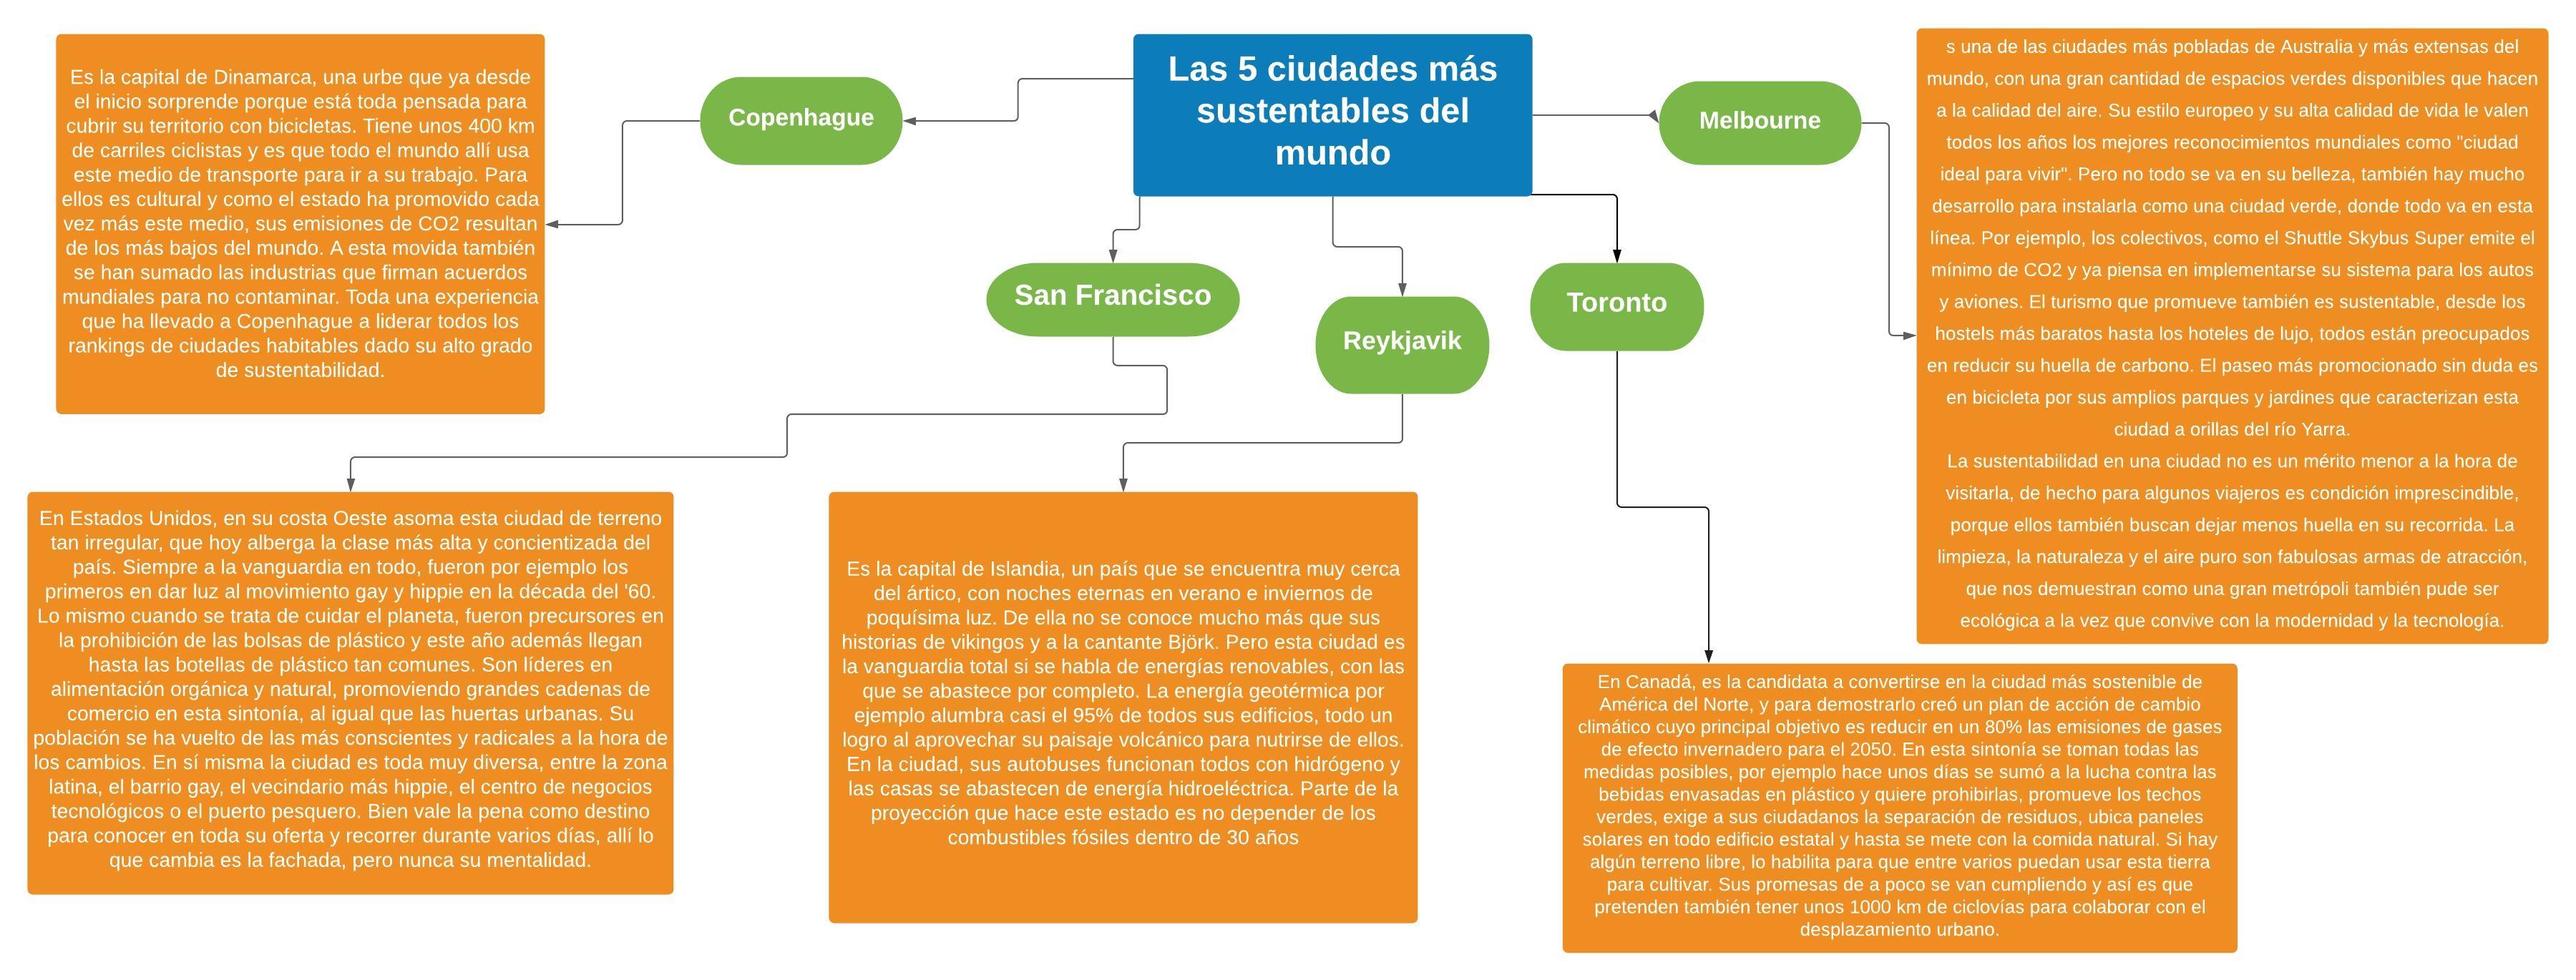 Las 5 ciudades más
sustentables del
mundo
Copenhague
Es la capital de Dinamarca, una urbe que ya desde
el inicio sorprende porque está toda pensada para
cubrir su territorio con bicicletas. Tiene unos 400 km
de carriles ciclistas y es que todo el mundo allí usa
este medio de transporte para ir a su trabajo. Para
ellos es cultural y como el estado ha promovido cada
vez más este medio, sus emisiones de CO2 resultan
de los más bajos del mundo. A esta movida también
se han sumado las industrias que firman acuerdos
mundiales para no contaminar. Toda una experiencia
que ha llevado a Copenhague a liderar todos los
rankings de ciudades habitables dado su alto grado
de sustentabilidad.
San Francisco
En Estados Unidos, en su costa Oeste asoma esta ciudad de terreno
tan irregular, que hoy alberga la clase más alta y concientizada del
país. Siempre a la vanguardia en todo, fueron por ejemplo los
primeros en dar luz al movimiento gay y hippie en la década del '60.
Lo mismo cuando se trata de cuidar el planeta, fueron precursores en
la prohibición de las bolsas de plástico y este año además llegan
hasta las botellas de plástico tan comunes. Son líderes en
alimentación orgánica y natural, promoviendo grandes cadenas de
comercio en esta sintonía, al igual que las huertas urbanas. Su
población se ha vuelto de las más conscientes y radicales a la hora de
los cambios. En sí misma la ciudad es toda muy diversa, entre la zona
latina, el barrio gay, el vecindario más hippie, el centro de negocios
tecnológicos o el puerto pesquero. Bien vale la pena como destino
para conocer en toda su oferta y recorrer durante varios días, allí lo
que cambia es la fachada, pero nunca su mentalidad.
Reykjavik
Es la capital de Islandia, un país que se encuentra muy cerca
del ártico, con noches eternas en verano e inviernos de
poquísima luz. De ella no se conoce mucho más que sus
historias de vikingos y a la cantante Björk. Pero esta ciudad es
la vanguardia total si se habla de energías renovables, con las
que se abastece por completo. La energía geotérmica por
ejemplo alumbra casi el 95% de todos sus edificios, todo un
logro al aprovechar su paisaje volcánico para nutrirse de ellos.
En la ciudad, sus autobuses funcionan todos con hidrógeno y
las casas se abastecen de energía hidroeléctrica. Parte de la
proyección que hace este estado es no depender de los
combustibles fósiles dentro de 30 años
Toronto
En Canadá, es la candidata a convertirse en la ciudad más sostenible de
América del Norte, y para demostrarlo creó un plan de acción de cambio
climático cuyo principal objetivo es reducir en un 80% las emisiones de gases
de efecto invernadero para el 2050. En esta sintonía se toman todas las
medidas posibles, por ejemplo hace unos días se sumó a la lucha contra las
bebidas envasadas en plástico y quiere prohibirlas, promueve los techos
verdes, exige a sus ciudadanos la separación de residuos, ubica paneles
solares en todo edificio estatal y hasta se mete con la comida natural. Si hay
algún terreno libre, lo habilita para que entre varios puedan usar esta tierra
para cultivar. Sus promesas de a poco se van cumpliendo y así es que
pretenden también tener unos 1000 km de ciclovías para colaborar con el
desplazamiento urbano.
Melbourne
s una de las ciudades más pobladas de Australia y más extensas del
mundo, con una gran cantidad de espacios verdes disponibles que hacen
a la calidad del aire. Su estilo europeo y su alta calidad de vida le valen
todos los años los mejores reconocimientos mundiales como "ciudad
ideal para vivir". Pero no todo se va en su belleza, también hay mucho
desarrollo para instalarla como una ciudad verde, donde todo va en esta
línea. Por ejemplo, los colectivos, como el Shuttle Skybus Super emite el
mínimo de CO2 y ya piensa en implementarse su sistema para los autos
y aviones. El turismo que promueve también es sustentable, desde los
hostels más baratos hasta los hoteles de lujo, todos están preocupados
en reducir su huella de carbono. El paseo más promocionado sin duda es
en bicicleta por sus amplios parques y jardines que caracterizan esta
ciudad a orillas del río Yarra.
La sustentabilidad en una ciudad no es un mérito menor a la hora de
visitarla, de hecho para algunos viajeros es condición imprescindible,
porque ellos también buscan dejar menos huella en su recorrida. La
limpieza, la naturaleza y el aire puro son fabulosas armas de atracción,
que nos demuestran como una gran metrópoli también pude ser
ecológica a la vez que convive con la modernidad y la tecnología.